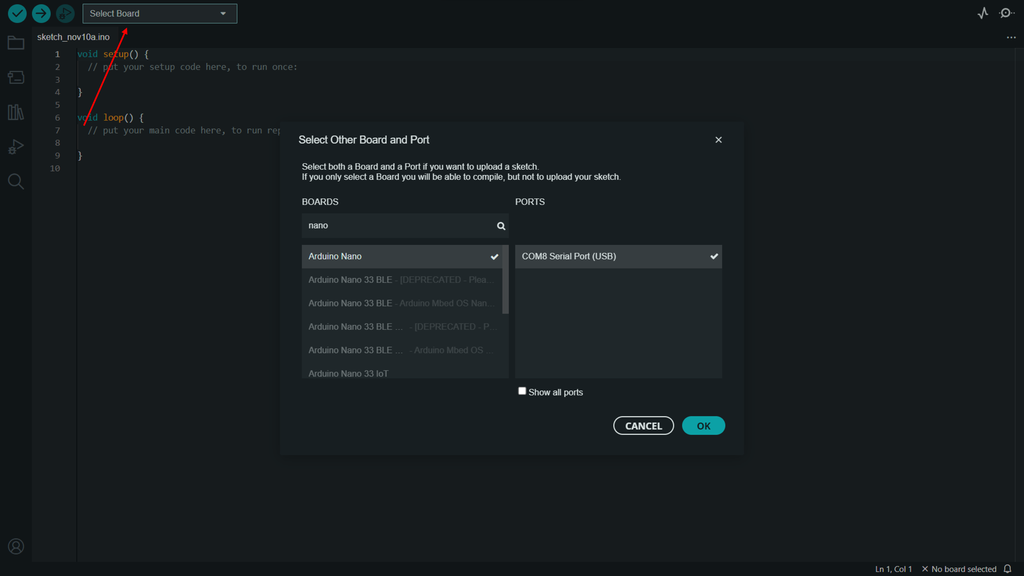 Select Board
sketch_nov10a.ino
1 void setup() {
2 // put your setup code here, to run once:
3
4 }
5
6 void loop() {
7 // put your main code here, to run rep
8
9 }
10
Select Other Board and Port
Select both a Board and a Port if you want to upload a sketch.
If you only select a Board you will be able to compile, but not to upload your sketch.
BOARDS
PORTS
nano
Arduino Nano
COM8 Serial Port (USB)
Arduino Nano 33 BLE - [DEPRECATED - Plea...
Arduino Nano 33 BLE - Arduino Mbed OS Nan...
Arduino Nano 33 BLE ... - [DEPRECATED - P...
Arduino Nano 33 BLE ... - Arduino Mbed OS ...
Arduino Nano 33 IoT
Show all ports
CANCEL
OK
Ln 1, Col 1
No board selected